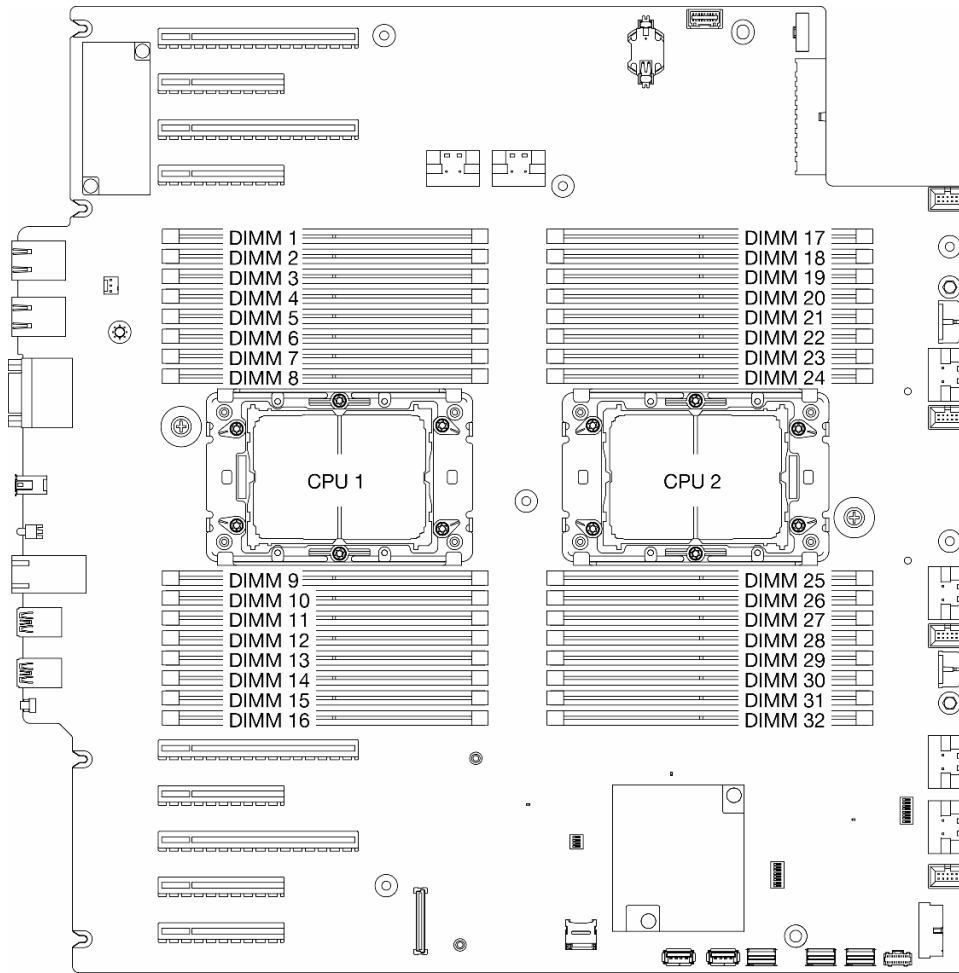 DIMM 1
DIMM 2
DIMM 3
DIMM 4
DIMM 5
DIMM 6
DIMM 7
DIMM 8
DIMM 17
DIMM 18
DIMM 19
DIMM 20
DIMM 21
DIMM 22
DIMM 23
DIMM 24
CPU 1
CPU 2
DIMM 9
DIMM 10
DIMM 11
DIMM 12
DIMM 13
DIMM 14
DIMM 15
DIMM 16
DIMM 25
DIMM 26
DIMM 27
DIMM 28
DIMM 29
DIMM 30
DIMM 31
DIMM 32